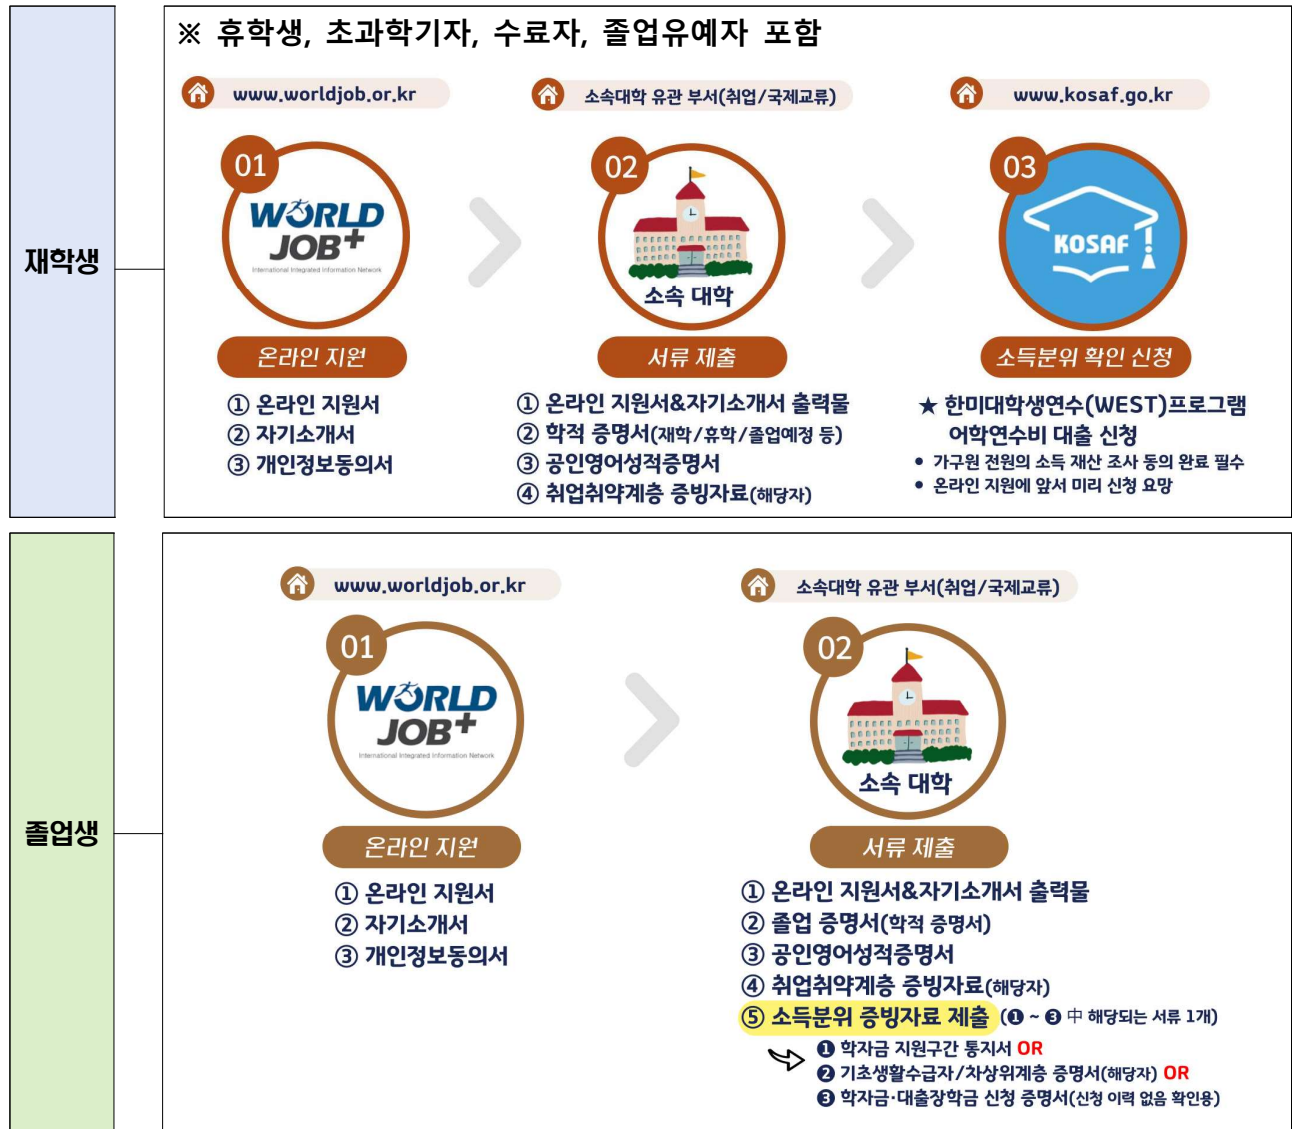 재학생
※ 휴학생, 초과학기자, 수료자, 졸업유예자 포함
www.worldjob.or.kr
소속대학 유관 부서(취업/국제교류)
www.kosaf.go.kr
01
WORLD
JOB+
International Integrated Information Network
02
소속 대학
03
KOSAF
온라인 지원
서류 제출
소득분위 확인 신청
① 온라인 지원서
② 자기소개서
③ 개인정보동의서
① 온라인 지원서&자기소개서 출력물
② 학적 증명서(재학/휴학/졸업예정 등)
③ 공인영어성적증명서
④ 취업취약계층 증빙자료(해당자)
★ 한미대학생연수(WEST)프로그램
어학연수비 대출 신청
• 가구원 전원의 소득 재산 조사 동의 완료 필수
• 온라인 지원에 앞서 미리 신청 요망
졸업생
www.worldjob.or.kr
소속대학 유관 부서(취업/국제교류)
01
WORLD
JOB+
International Integrated Information Network
02
소속 대학
온라인 지원
서류 제출
① 온라인 지원서
② 자기소개서
③ 개인정보동의서
① 온라인 지원서&자기소개서 출력물
② 졸업 증명서(학적 증명서)
③ 공인영어성적증명서
④ 취업취약계층 증빙자료(해당자)
⑤ 소득분위 증빙자료 제출 (❶ ~ ❸ 中 해당되는 서류 1개)
❶ 학자금 지원구간 통지서 OR
❷ 기초생활수급자/차상위계층 증명서(해당자) OR
❸ 학자금·대출장학금 신청 증명서(신청 이력 없음 확인용)